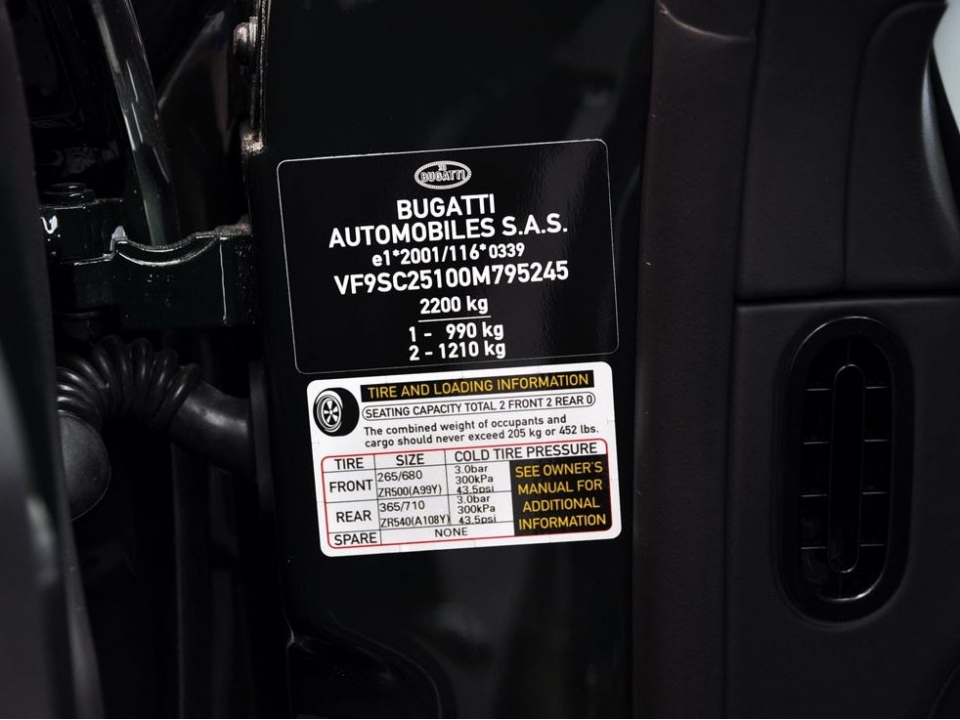 BUGATTI
BUGATTI
AUTOMOBILES S.A.S.
e1*2001/116*0339
VF9SC25100M795245
2200 kg
1 - 990 kg
2 - 1210 kg
TIRE AND LOADING INFORMATION
SEATING CAPACITY TOTAL 2 FRONT 2 REAR 0
The combined weight of occupants and
cargo should never exceed 205 kg or 452 lbs.
TIRE SIZE COLD TIRE PRESSURE
FRONT 265/680 ZR500(A99Y) 3.0bar 300kPa 43.5psi
REAR 365/710 ZR540(A108Y) 3.0bar 300kPa 43.5psi
SPARE NONE
SEE OWNER'S
MANUAL FOR
ADDITIONAL
INFORMATION